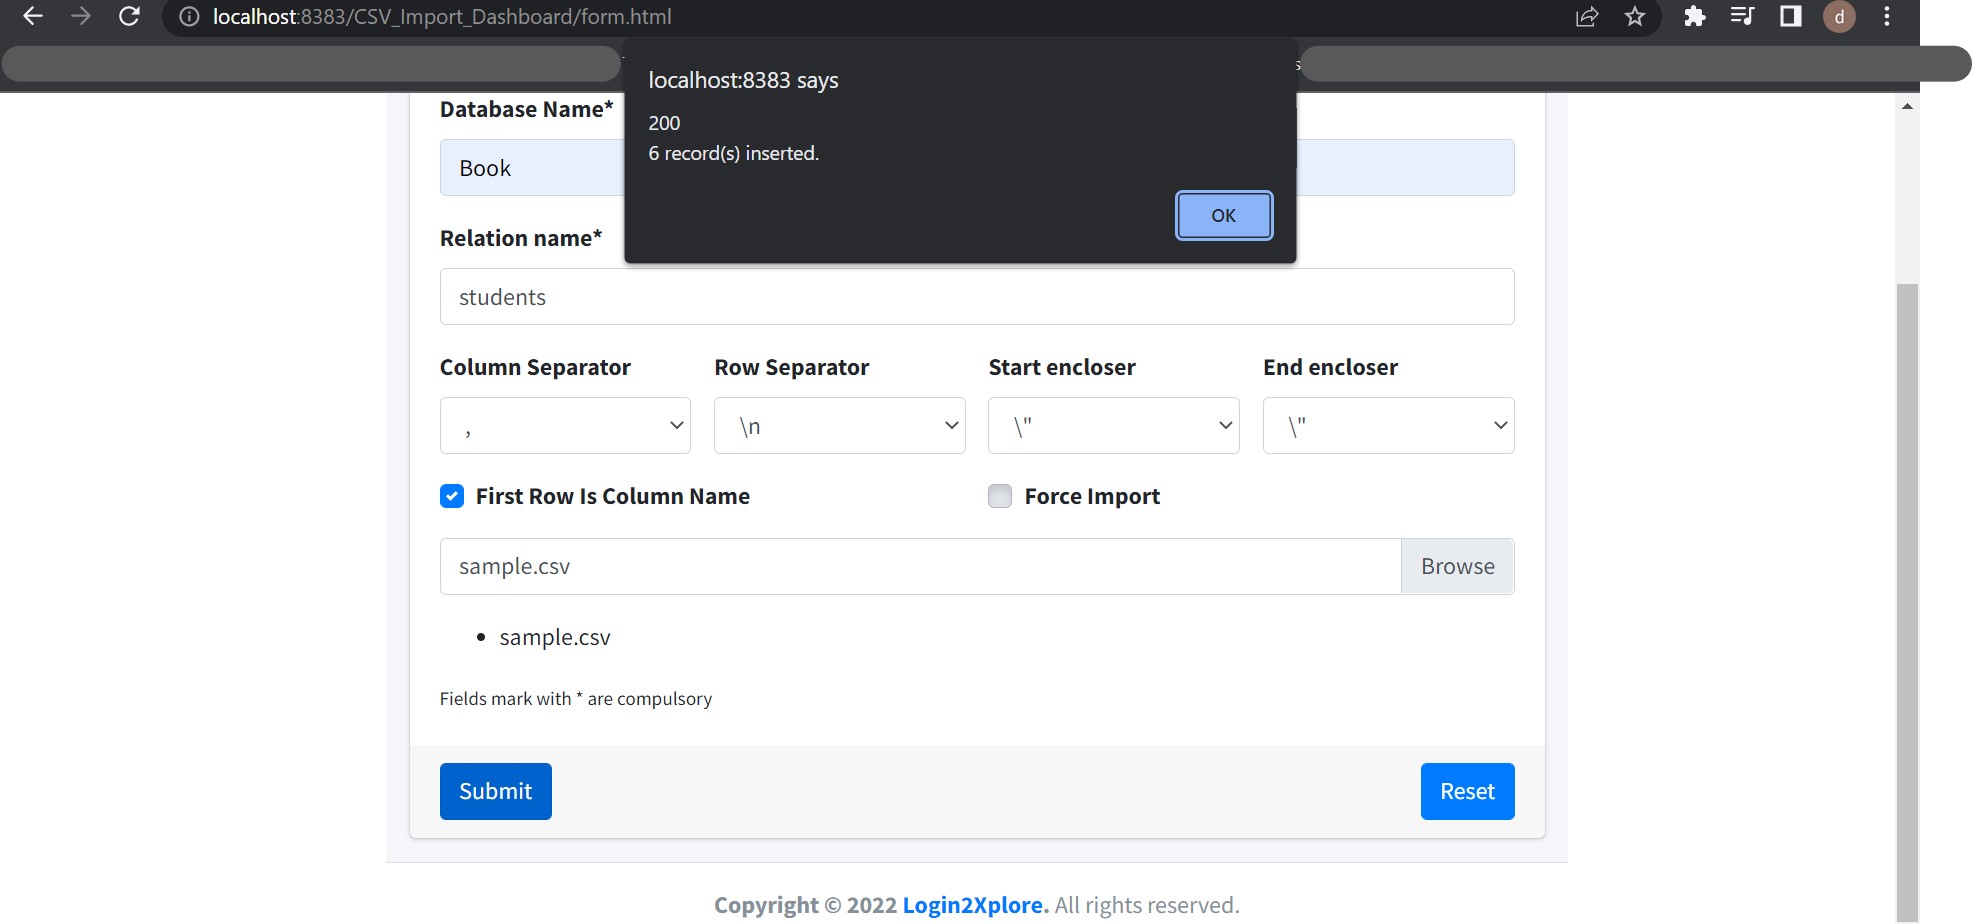 localhost:8383/CSV_Import_Dashboard/form.html
d
localhost:8383 says
200
6 record(s) inserted.
OK
Database Name*
Book
Relation name*
students
Column Separator Row Separator Start encloser End encloser
, \n \" \"
First Row Is Column Name Force Import
sample.csv Browse
• sample.csv
Fields mark with * are compulsory
Submit Reset
Copyright © 2022 Login2Xplore. All rights reserved.